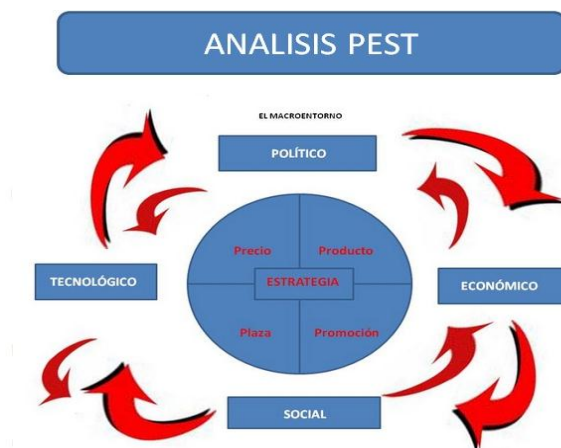 ANALISIS PEST
EL MACROENTORNO
POLÍTICO
Precio
Producto
TECNOLÓGICO
ESTRATEGIA
ECONÓMICO
Plaza
Promoción
SOCIAL